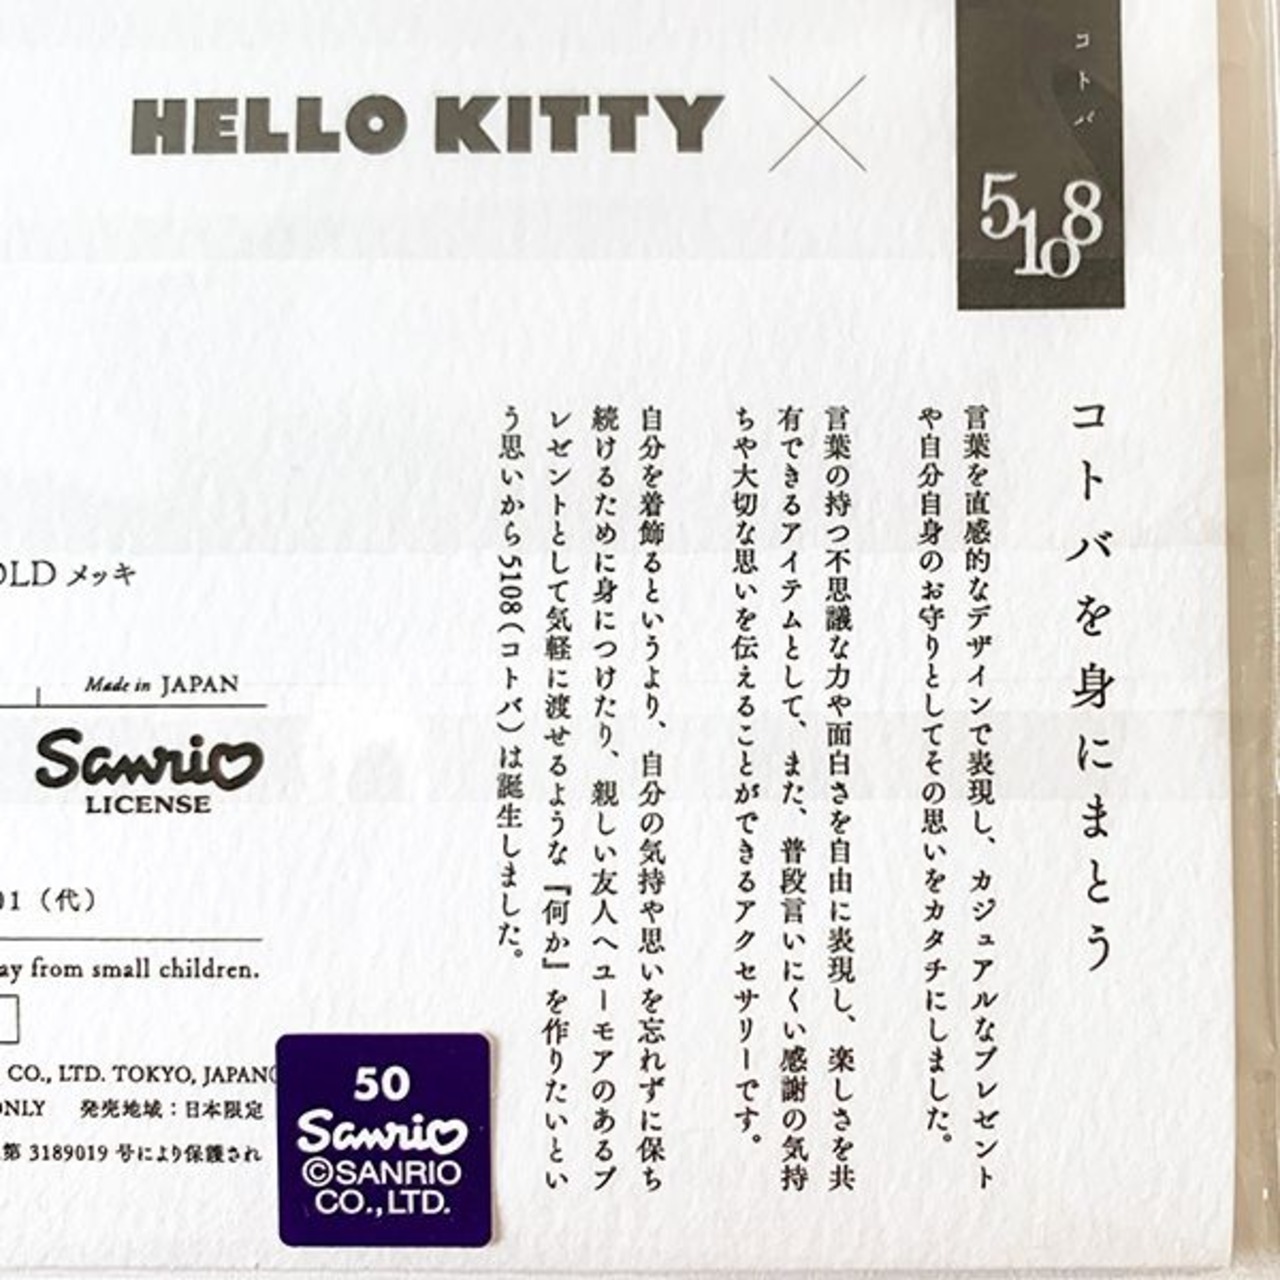 HELLO KITTY ×
コトバ
5108
コトバを身にまとう
言葉を直感的なデザインで表現し、カジュアルなプレゼント
や自分自身のお守りとしてその思いをカタチにしました。
言葉の持つ不思議な力や面白さを自由に表現し、楽しさを共
有できるアイテムとして、また、普段言いにくい感謝の気持
ちや大切な思いを伝えることができるアクセサリーです。
自分を着飾るというより、自分の気持や思いを忘れずに保ち
続けるために身につけたり、親しい友人へユーモアのあるプ
レゼントとして気軽に渡せるような『何か』を作りたいとい
う思いから5108（コトバ）は誕生しました。
OLD メッキ
Made in JAPAN
Sanrio
LICENSE
01（代）
ay from small children.
CO., LTD. TOKYO, JAPAN
ONLY 発売地域：日本限定
第 3189019 号により保護され
50
Sanrio
©SANRIO
CO.,LTD.